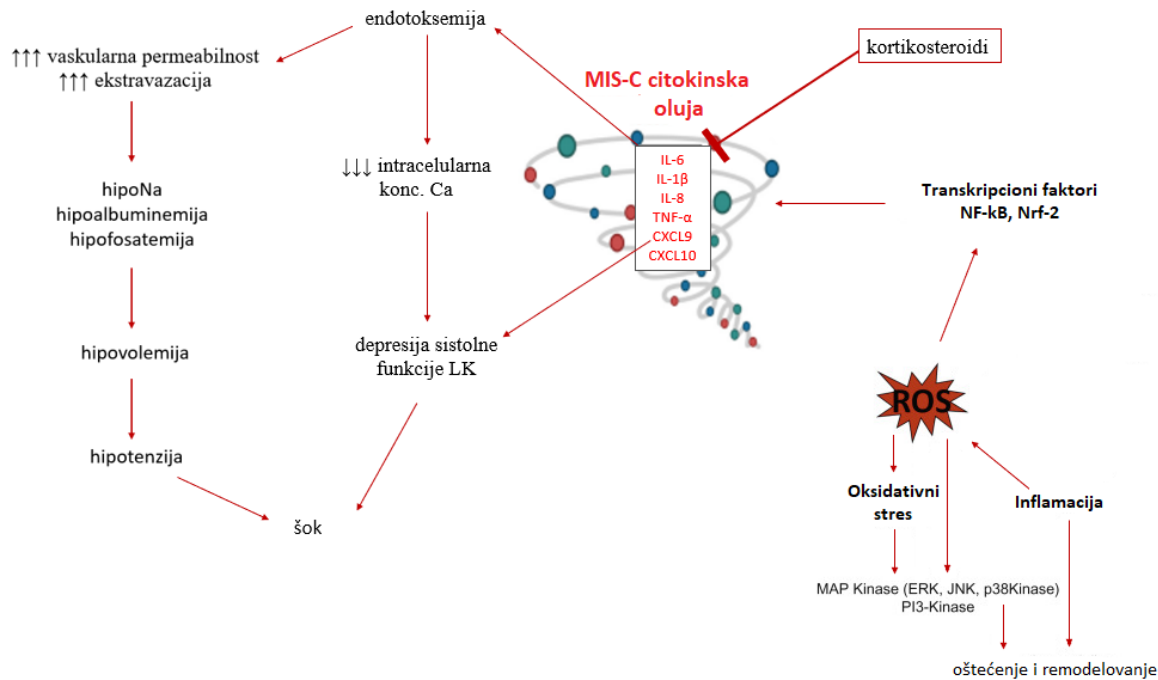 endotoksemija
↑↑↑ vaskularna permeabilnost
↑↑↑ ekstravazacija
kortikosteroidi
MIS-C citokinska
oluja
IL-6
IL-1β
IL-8
TNF-α
CXCL9
CXCL10
↓↓↓ intracelularna
konc. Ca
hipoNa
hipoalbuminemija
hipofosatemija
Transkripcioni faktori
NF-kB, Nrf-2
hipovolemija
depresija sistolne
funkcije LK
ROS
hipotenzija
šok
Oksidativni
stres
Inflamacija
MAP Kinase (ERK, JNK, p38Kinase)
PI3-Kinase
oštećenje i remodelovanje